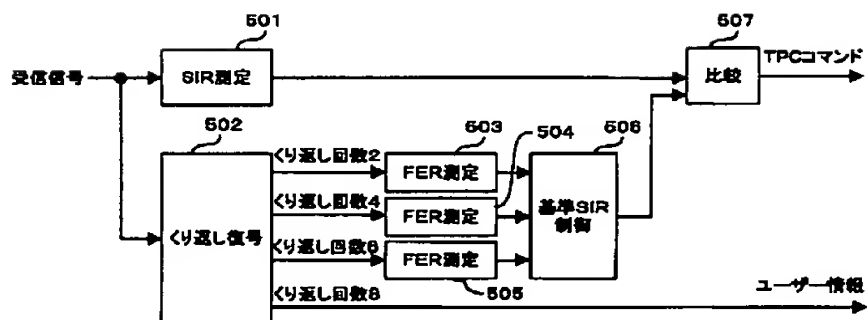 501
507
TPCコマンド
受信信号
SIR測定
比較
502
503
504
506
くり返し回数2
FER測定
くり返し回数4
FER測定
基準SIR
制御
くり返し復号
くり返し回数6
FER測定
505
くり返し回数8
ユーザー情報